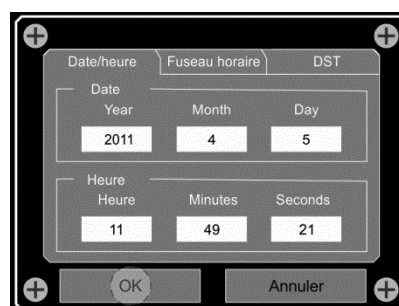 Date/heure Fuseau horaire DST
Date
Year Month Day
2011 4 5
Heure
Heure Minutes Seconds
11 49 21
OK Annuler